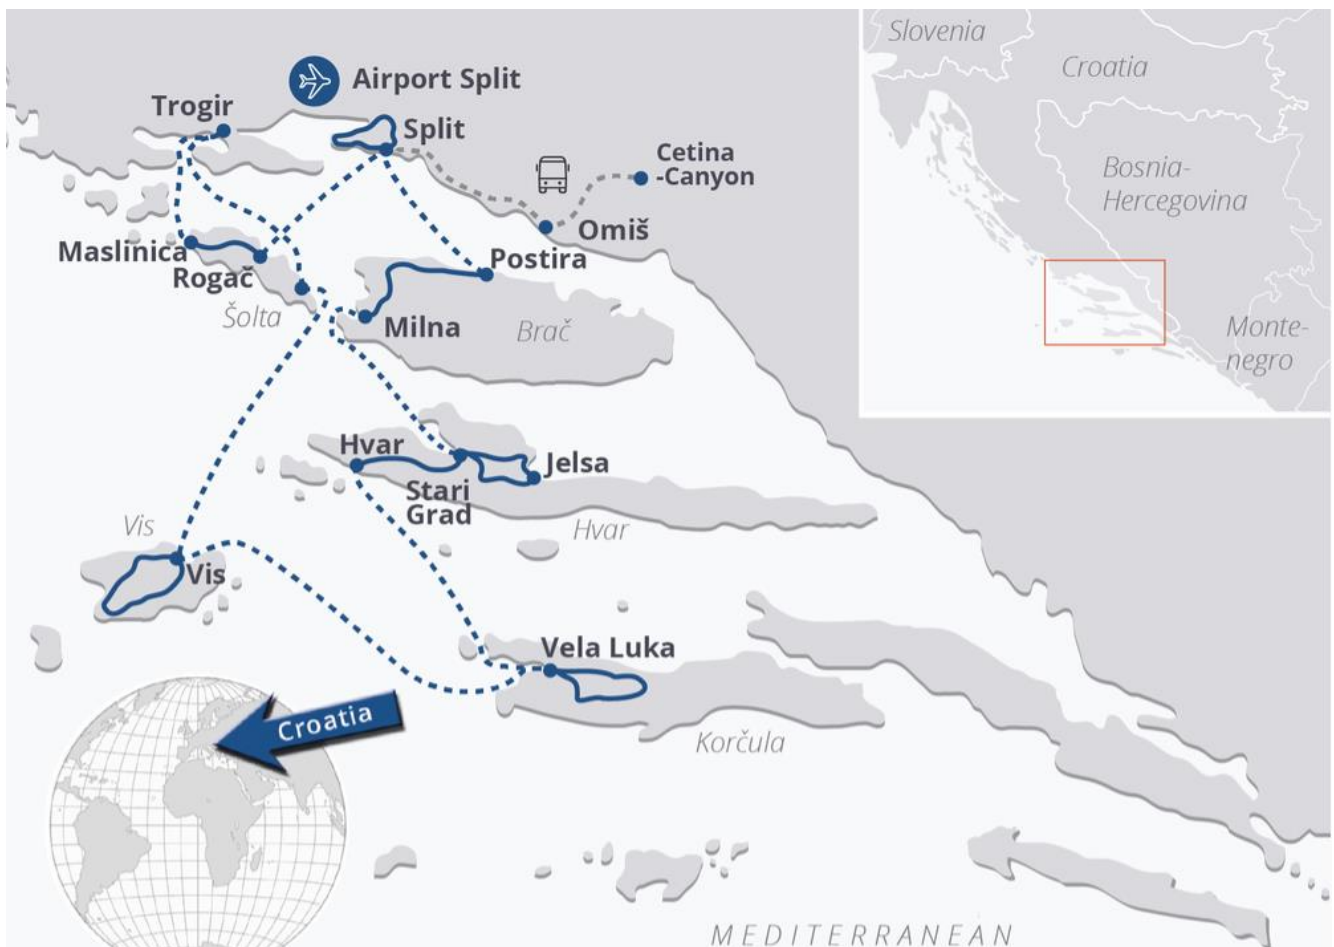 Slovenia
Croatia
Bosnia-
Hercegovina
Monte-
negro
Airport Split
Trogir
Split
Cetina
-Canyon
Omiš
Maslinica
Rogač
Postira
Šolta
Milna
Brač
Hvar
Jelsa
Stari
Grad
Hvar
Vis
Vis
Vela Luka
Korčula
Croatia
MEDITERRANEAN